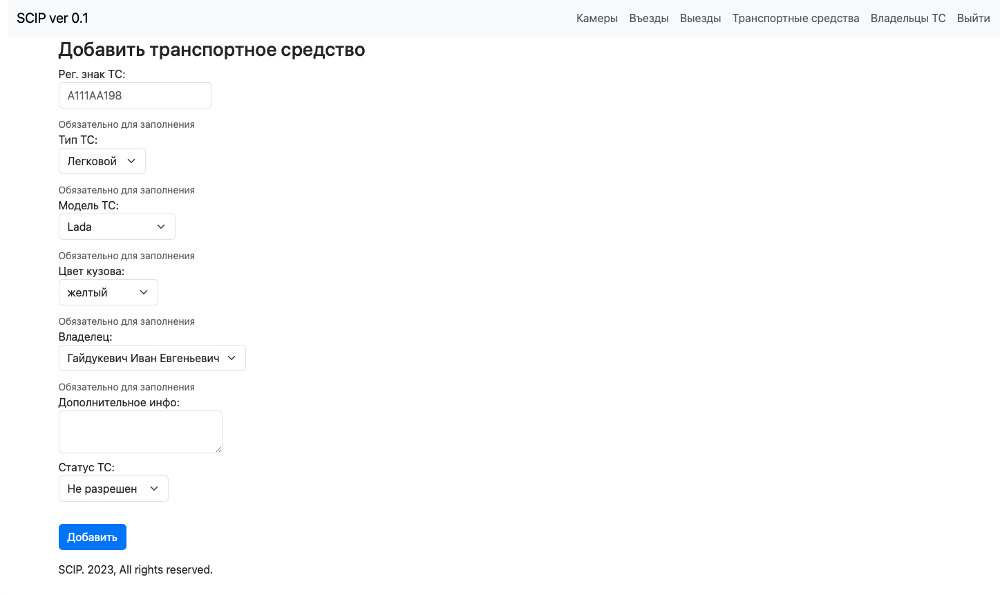 SCIP ver 0.1
Камеры Въезды Выезды Транспортные средства Владельцы ТС Выйти
Добавить транспортное средство
Рег. знак ТС:
A111AA198
Обязательно для заполнения
Тип ТС:
Легковой
Обязательно для заполнения
Модель ТС:
Lada
Обязательно для заполнения
Цвет кузова:
желтый
Обязательно для заполнения
Владелец:
Гайдукевич Иван Евгеньевич
Обязательно для заполнения
Дополнительное инфо:
Статус ТС:
Не разрешен
Добавить
SCIP. 2023, All rights reserved.